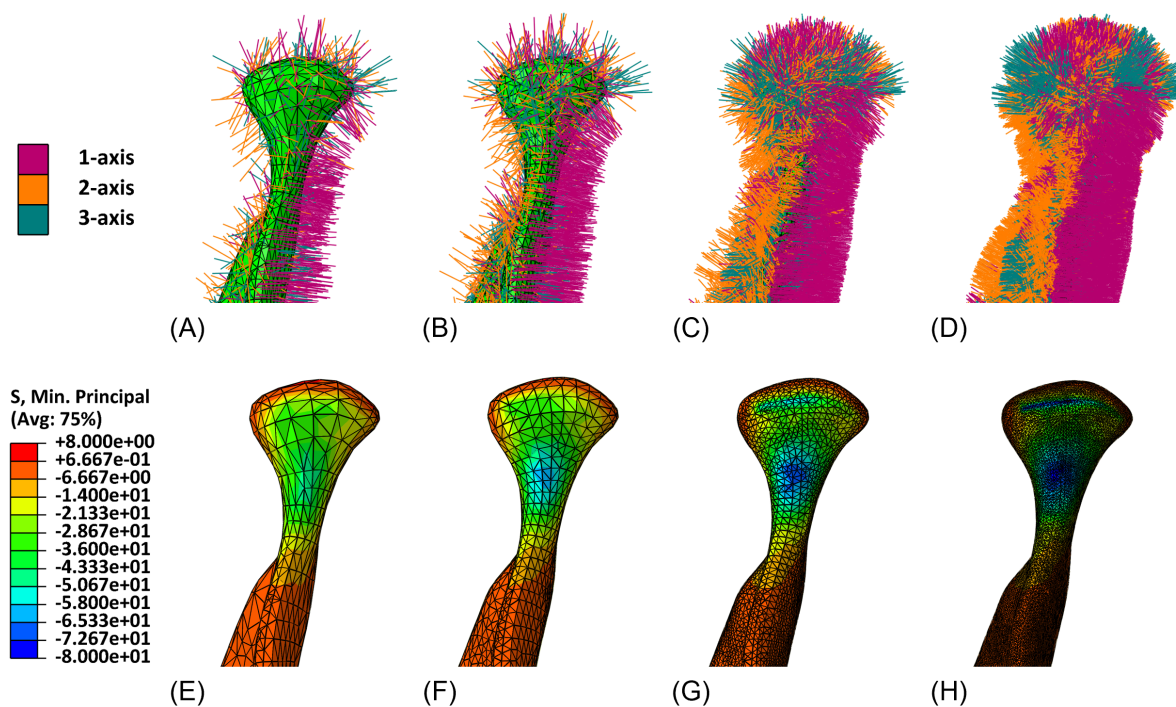 1-axis
2-axis
3-axis
(A)
(B)
(C)
(D)
S, Min. Principal
(Avg: 75%)
+8.000e+00
+6.667e-01
-6.667e+00
-1.400e+01
-2.133e+01
-2.867e+01
-3.600e+01
-4.333e+01
-5.067e+01
-5.800e+01
-6.533e+01
-7.267e+01
-8.000e+01
(E)
(F)
(G)
(H)